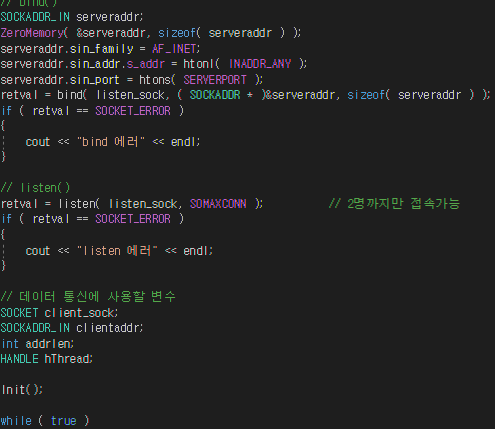 // bind()
SOCKADDR_IN serveraddr;
ZeroMemory( &serveraddr, sizeof( serveraddr ) );
serveraddr.sin_family = AF_INET;
serveraddr.sin_addr.s_addr = htonl( INADDR_ANY );
serveraddr.sin_port = htons( SERVERPORT );
retval = bind( listen_sock, ( SOCKADDR * )&serveraddr, sizeof( serveraddr ) );
if ( retval == SOCKET_ERROR )
{
cout << "bind 에러" << endl;
}
// listen()
retval = listen( listen_sock, SOMAXCONN ); // 2명까지만 접속가능
if ( retval == SOCKET_ERROR )
{
cout << "listen 에러" << endl;
}
// 데이터 통신에 사용할 변수
SOCKET client_sock;
SOCKADDR_IN clientaddr;
int addrlen;
HANDLE hThread;
Init();
while ( true )